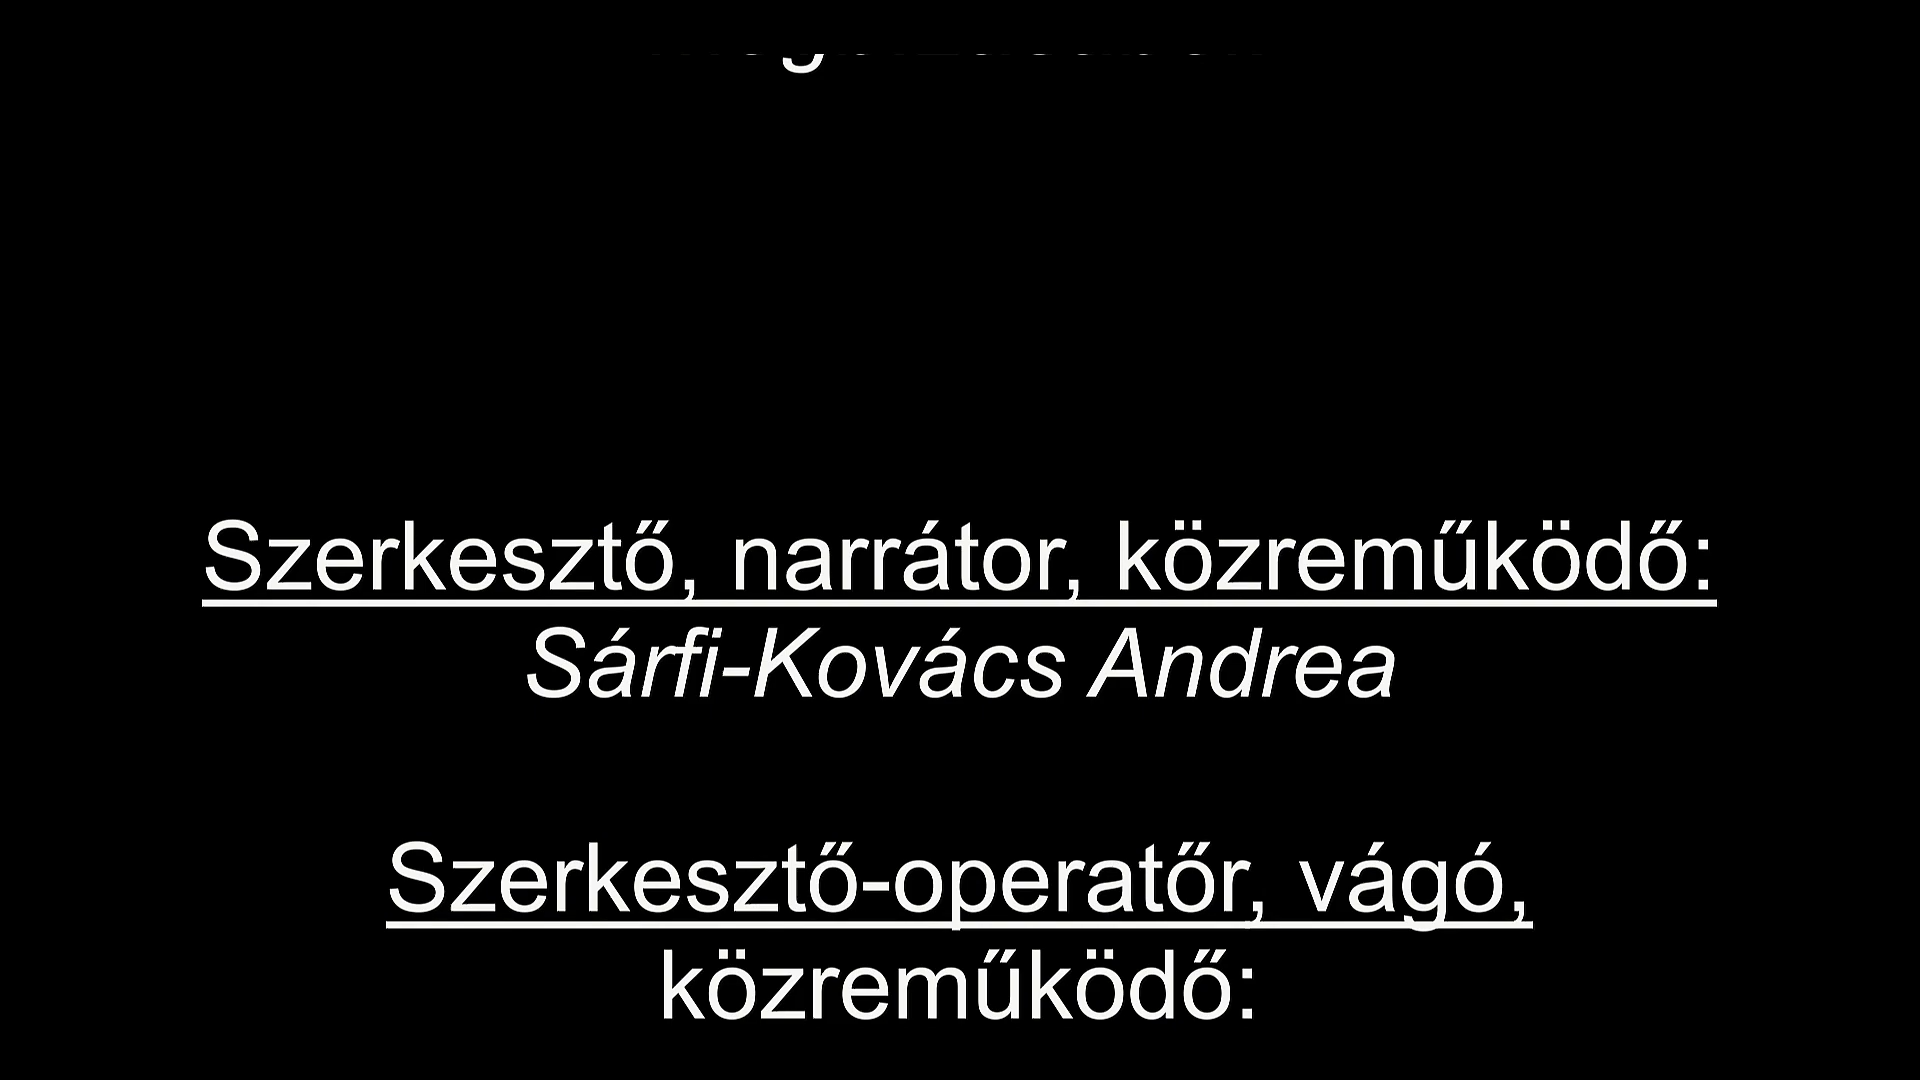 Szerkesztő, narrátor, közreműködő:
Sárfi-Kovács Andrea
Szerkesztő-operatőr, vágó,
közreműködő: